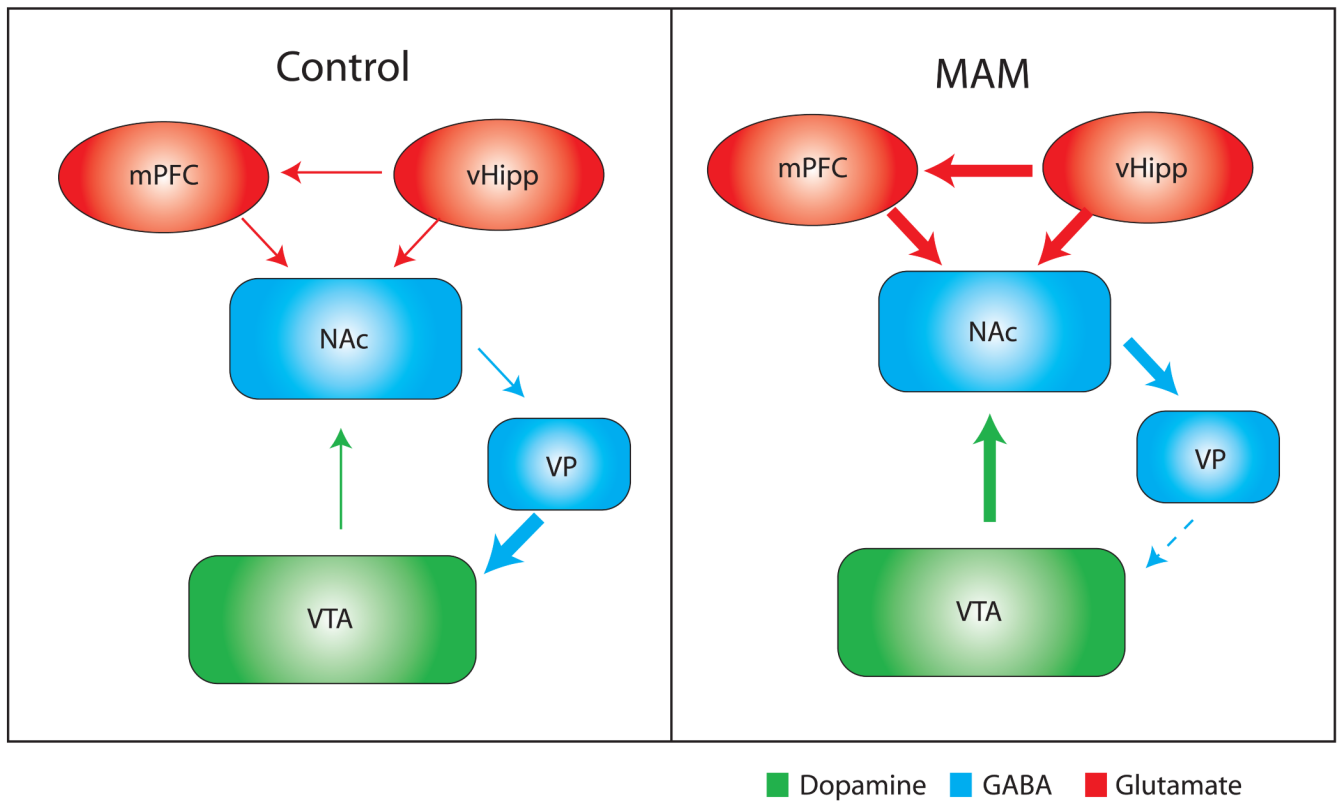 Control
mPFC
vHipp
NAc
VP
VTA
MAM
mPFC
vHipp
NAc
VP
VTA
Dopamine GABA Glutamate